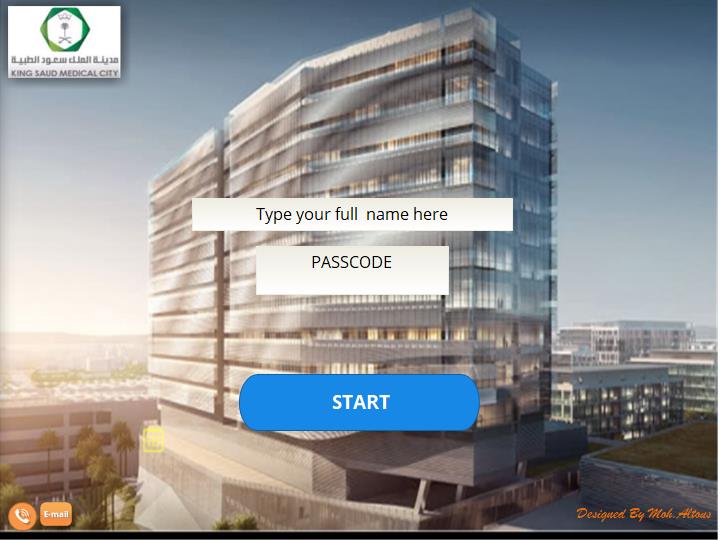 مدينة الملك سعود الطبية
KING SAUD MEDICAL CITY
Type your full  name here
PASSCODE
START
E-mail
Designed By Moh.Altous